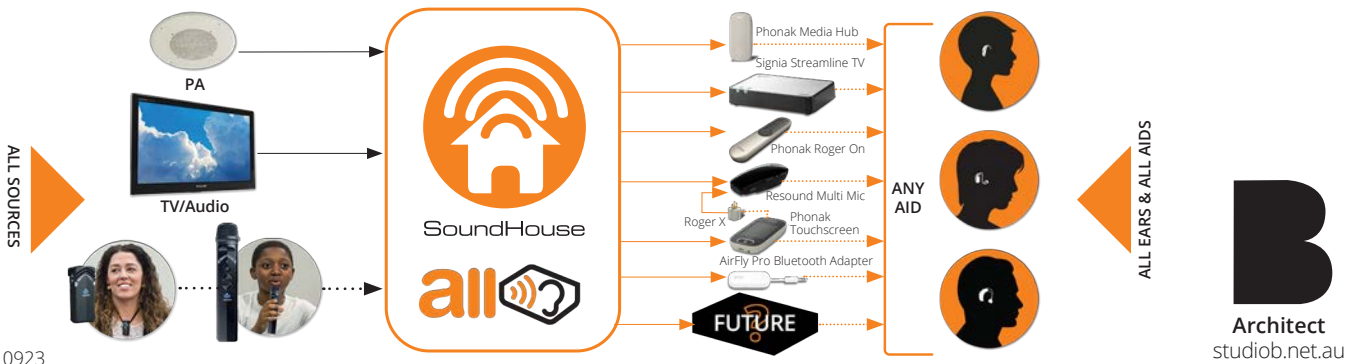 ALL SOURCES
PA
TV/Audio
SoundHouse
all
Phonak Media Hub
Signia Streamline TV
Phonak Roger On
Resound Multi Mic
Roger X
Phonak
Touchscreen
AirFly Pro Bluetooth Adapter
FUTURE
?
ANY
AID
ALL EARS & ALL AIDS
B
Architect
studiob.net.au
0923